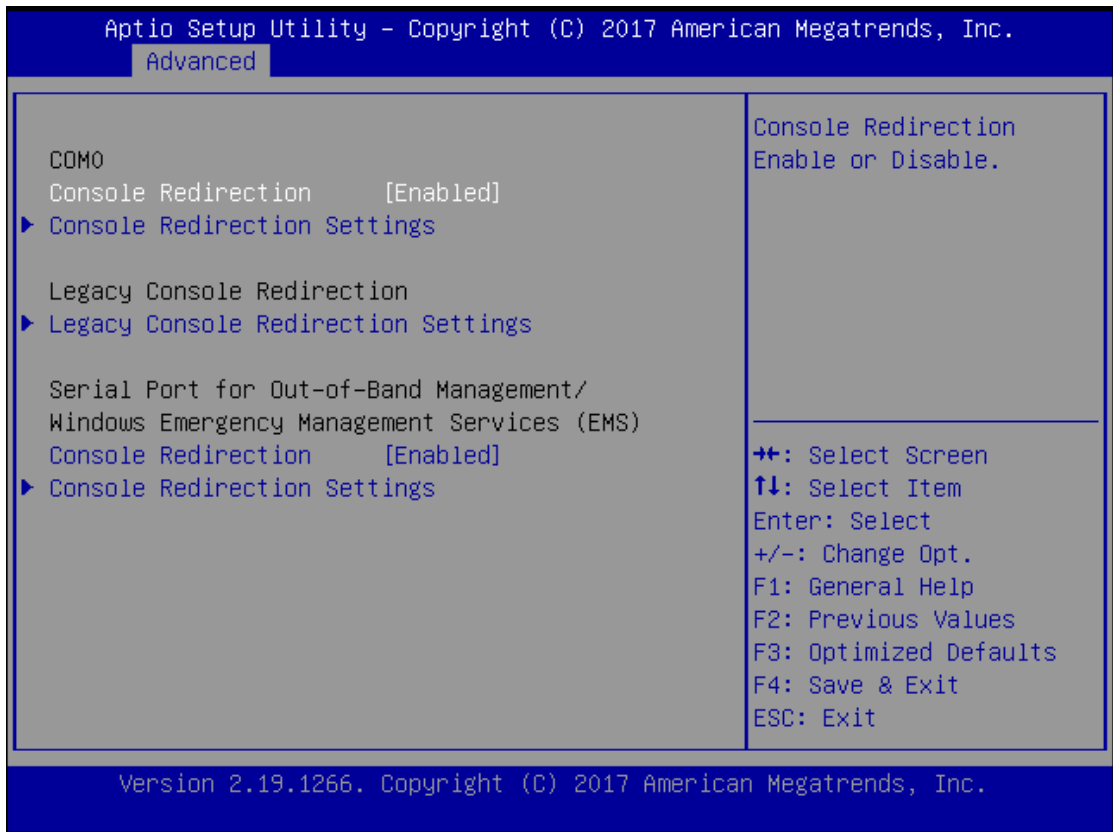 Aptio Setup Utility – Copyright (C) 2017 American Megatrends, Inc.
Advanced
COM0
Console Redirection [Enabled]
Console Redirection Settings
Legacy Console Redirection
Legacy Console Redirection Settings
Serial Port for Out-of-Band Management/
Windows Emergency Management Services (EMS)
Console Redirection [Enabled]
Console Redirection Settings
Console Redirection
Enable or Disable.
→←: Select Screen
↑↓: Select Item
Enter: Select
+/-: Change Opt.
F1: General Help
F2: Previous Values
F3: Optimized Defaults
F4: Save & Exit
ESC: Exit
Version 2.19.1266. Copyright (C) 2017 American Megatrends, Inc.